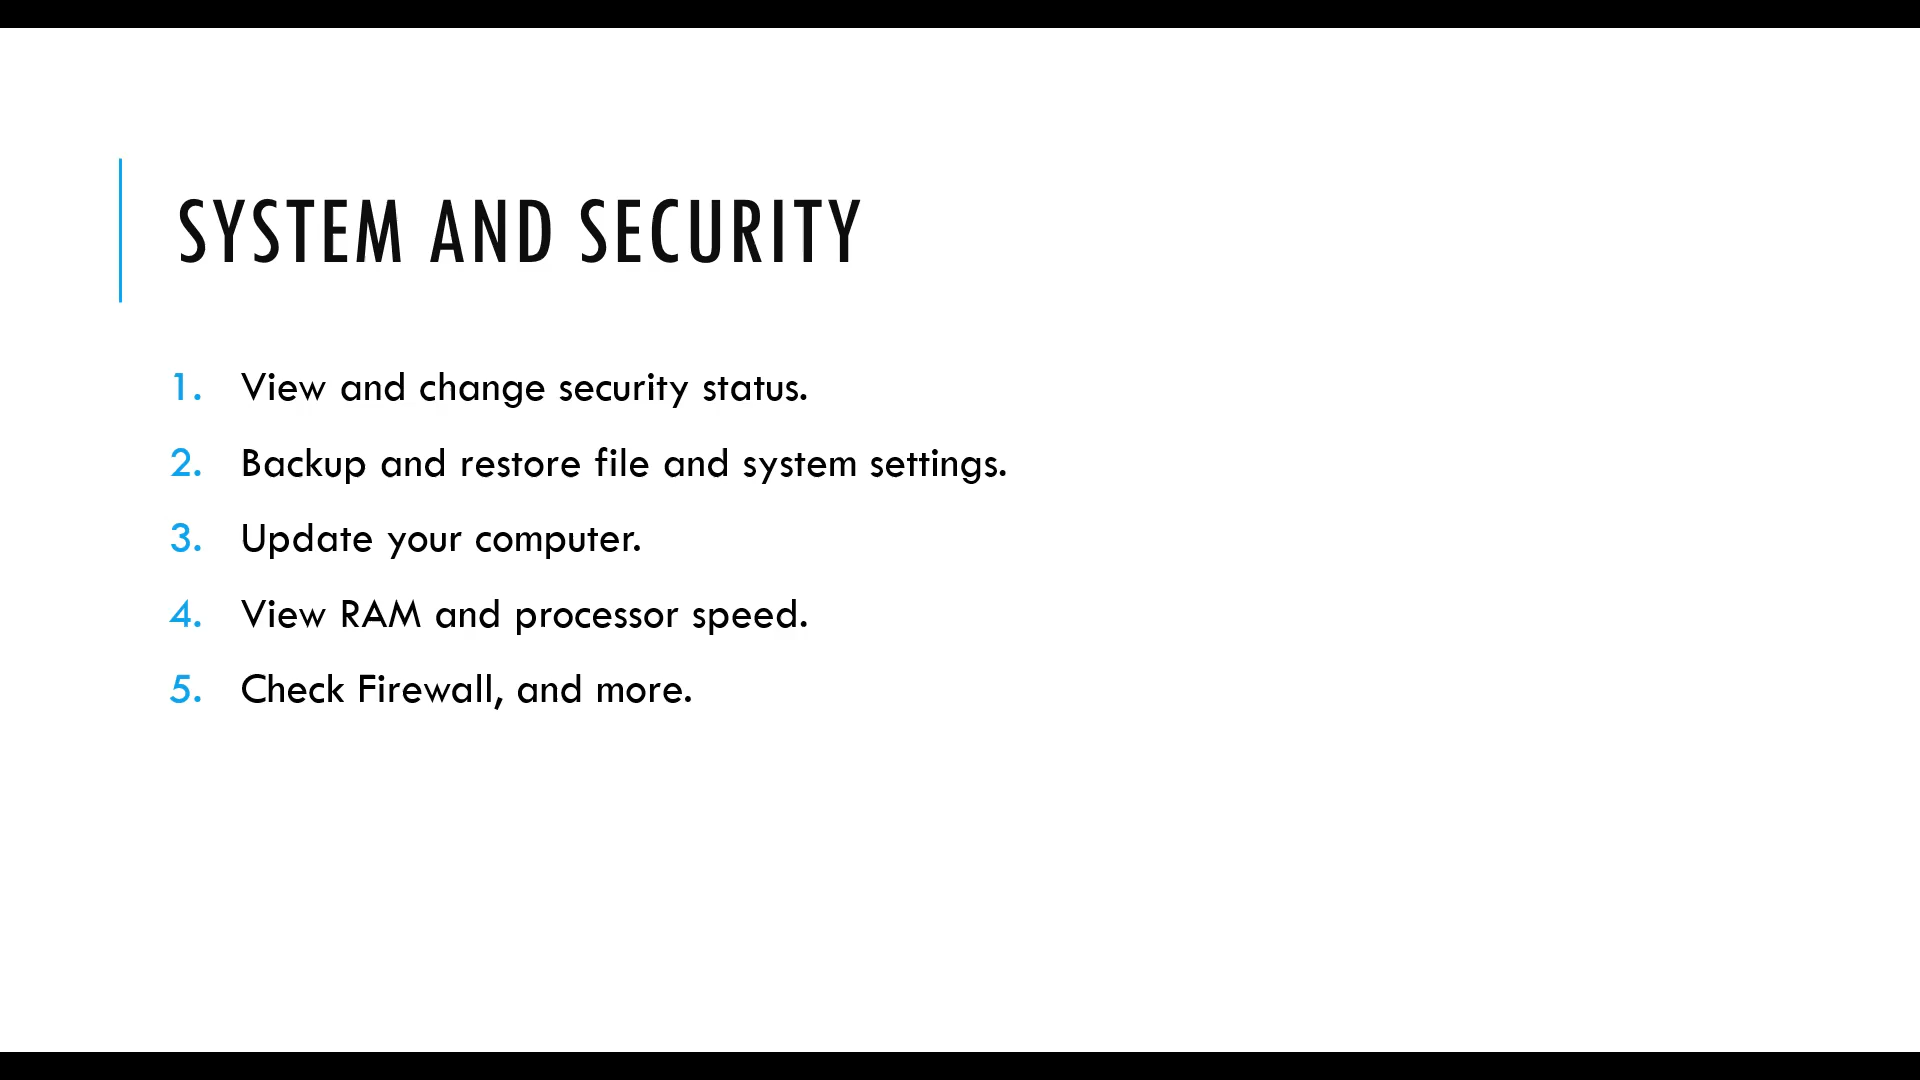 SYSTEM AND SECURITY
1. View and change security status.
2. Backup and restore file and system settings.
3. Update your computer.
4. View RAM and processor speed.
5. Check Firewall, and more.